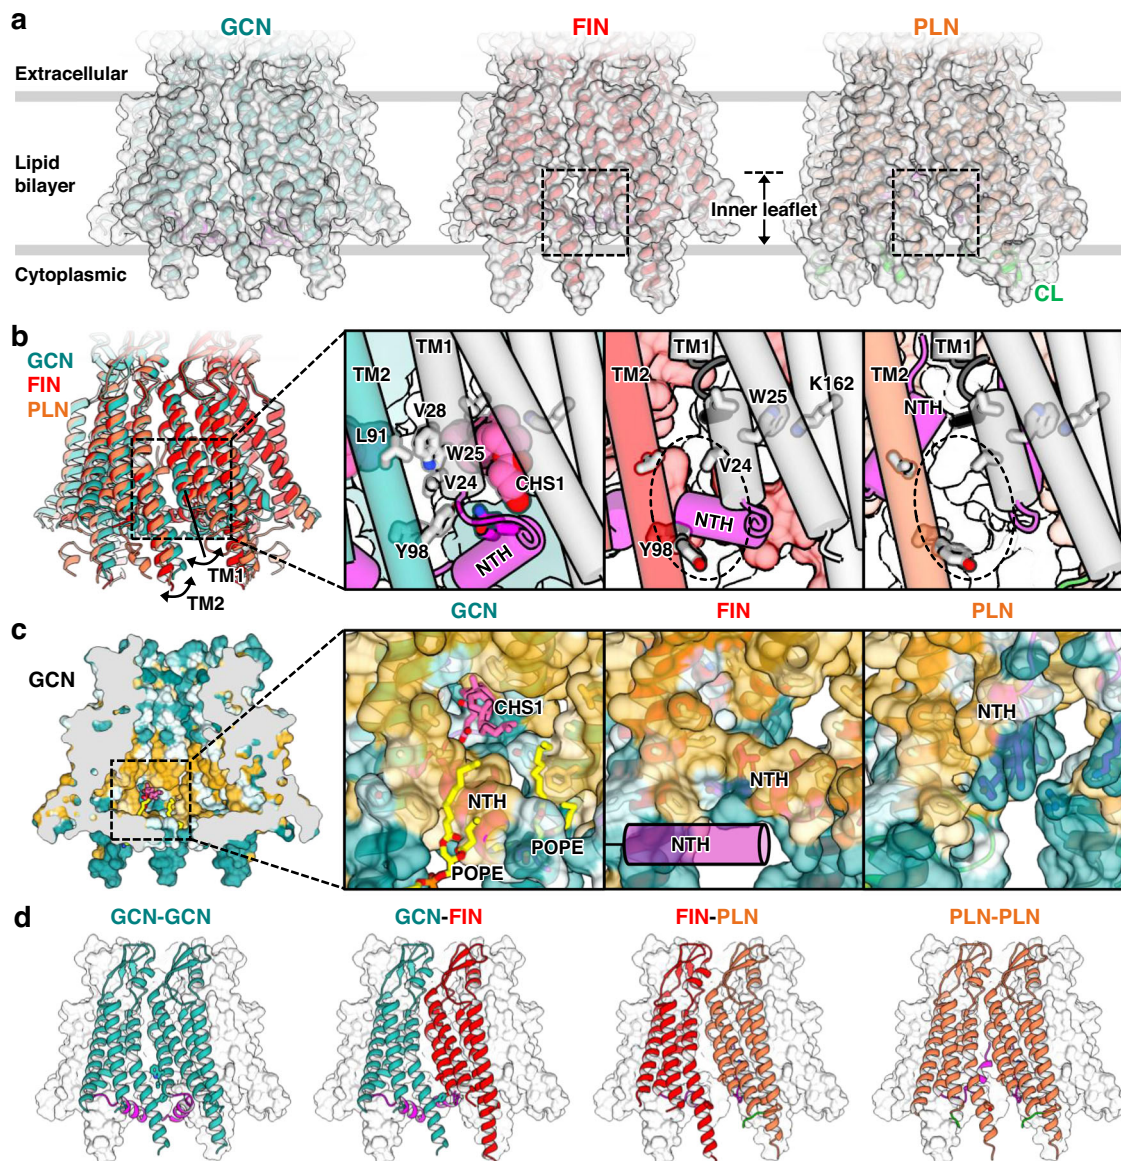 a
GCN
FIN
PLN
Extracellular
Lipid
bilayer
Inner leaflet
Cytoplasmic
CL
b
GCN
FIN
PLN
TM1
TM2
TM1
TM2
V28
L91
W25
V24
CHS1
Y98
NTH
TM1
TM2
W25
K162
V24
NTH
Y98
TM1
TM2
NTH
c
GCN
FIN
PLN
GCN
CHS1
NTH
POPE
POPE
NTH
NTH
NTH
d
GCN-GCN
GCN-FIN
FIN-PLN
PLN-PLN